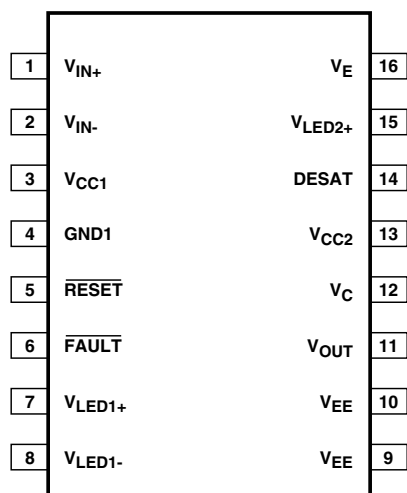 1 VIN+ VE 16
2 VIN- VLED2+ 15
3 VCC1 DESAT 14
4 GND1 VCC2 13
5 RESET VC 12
6 FAULT VOUT 11
7 VLED1+ VEE 10
8 VLED1- VEE 9